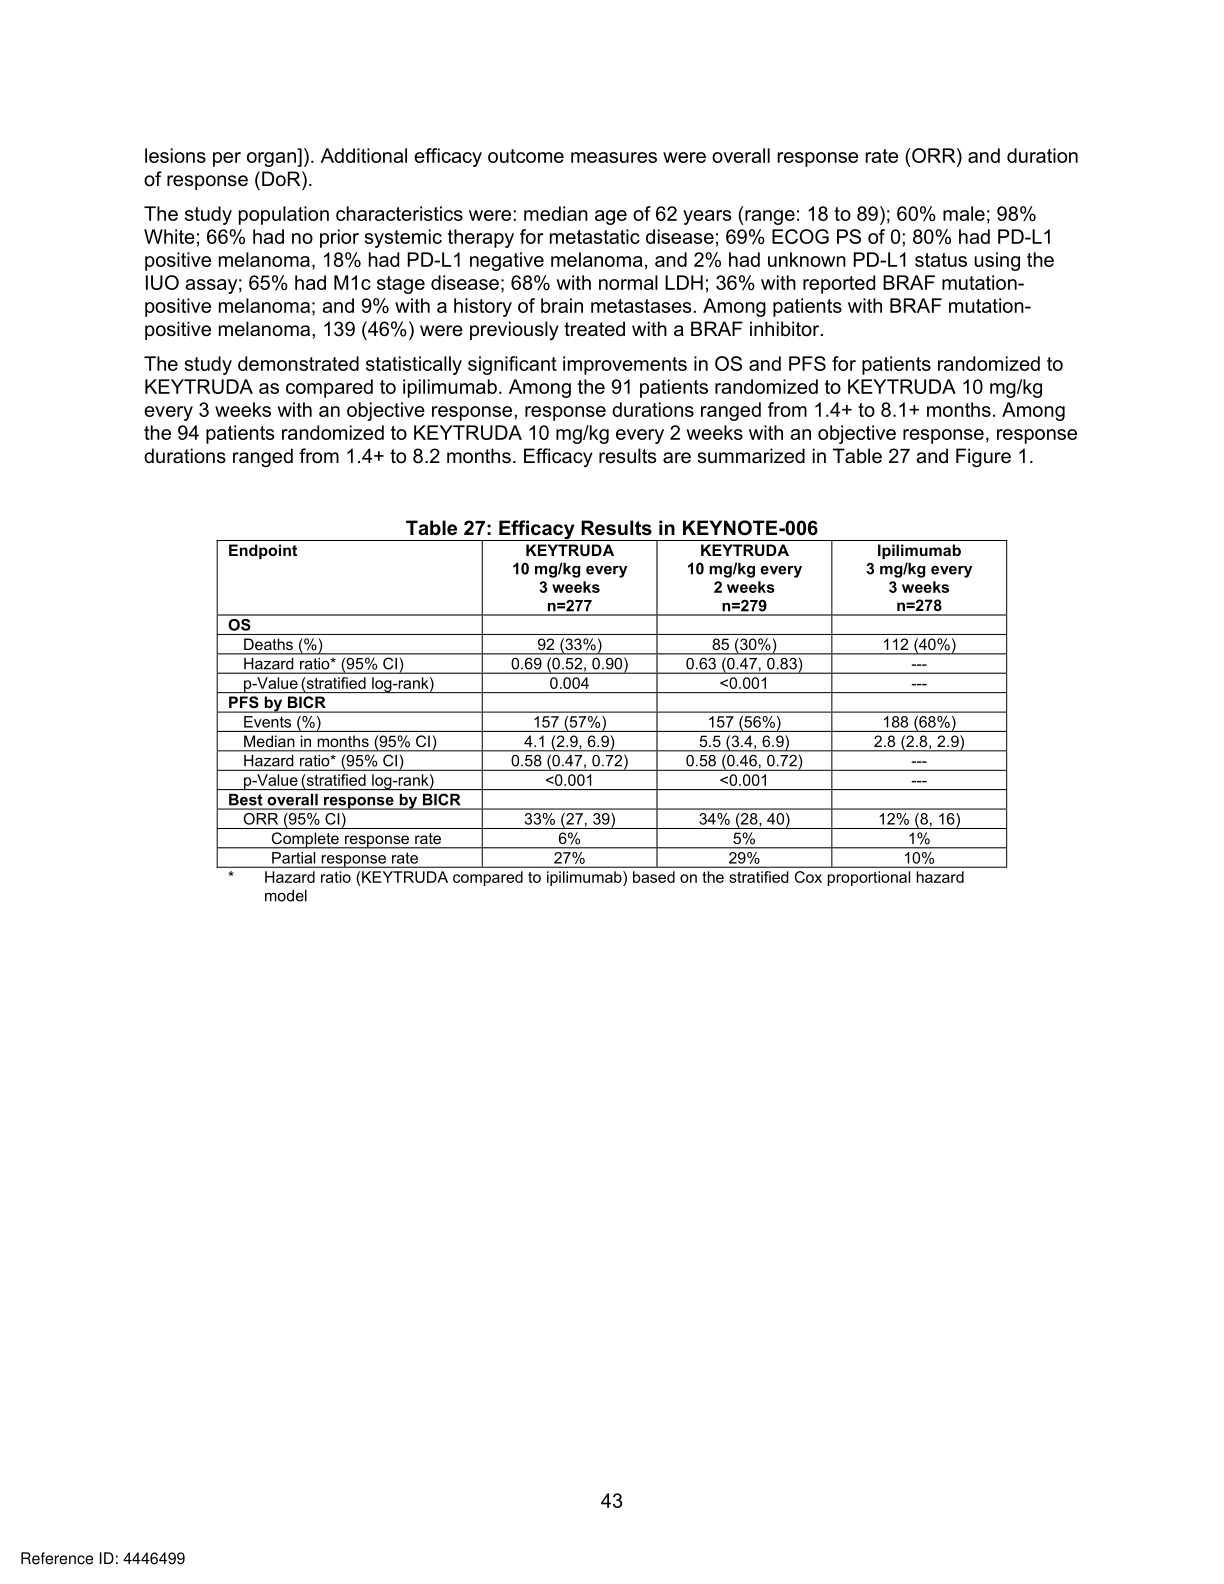 lesions per organ]). Additional efficacy outcome measures were overall response rate (ORR) and duration
of response (DoR).
The study population characteristics were: median age of 62 years (range: 18 to 89); 60% male; 98%
White; 66% had no prior systemic therapy for metastatic disease; 69% ECOG PS of 0; 80% had PD-L1
positive melanoma, 18% had PD-L1 negative melanoma, and 2% had unknown PD-L1 status using the
IUO assay; 65% had M1c stage disease; 68% with normal LDH; 36% with reported BRAF mutation-
positive melanoma; and 9% with a history of brain metastases. Among patients with BRAF mutation-
positive melanoma, 139 (46%) were previously treated with a BRAF inhibitor.
The study demonstrated statistically significant improvements in OS and PFS for patients randomized to
KEYTRUDA as compared to ipilimumab. Among the 91 patients randomized to KEYTRUDA 10 mg/kg
every 3 weeks with an objective response, response durations ranged from 1.4+ to 8.1+ months. Among
the 94 patients randomized to KEYTRUDA 10 mg/kg every 2 weeks with an objective response, response
durations ranged from 1.4+ to 8.2 months. Efficacy results are summarized in Table 27 and Figure 1.
Table 27: Efficacy Results in KEYNOTE-006
Endpoint KEYTRUDA KEYTRUDA Ipilimumab
10 mg/kg every 10 mg/kg every 3 mg/kg every
3 weeks 2 weeks 3 weeks
n=277 n=279 n=278
OS
Deaths (%) 92 (33%) 85 (30%) 112 (40%)
Hazard ratio* (95% CI) 0.69 (0.52, 0.90) 0.63 (0.47, 0.83) ---
p-Value (stratified log-rank) 0.004 <0.001 ---
PFS by BICR
Events (%) 157 (57%) 157 (56%) 188 (68%)
Median in months (95% CI) 4.1 (2.9, 6.9) 5.5 (3.4, 6.9) 2.8 (2.8, 2.9)
Hazard ratio* (95% CI) 0.58 (0.47, 0.72) 0.58 (0.46, 0.72) ---
p-Value (stratified log-rank) <0.001 <0.001 ---
Best overall response by BICR
ORR (95% CI) 33% (27, 39) 34% (28, 40) 12% (8, 16)
Complete response rate 6% 5% 1%
Partial response rate 27% 29% 10%
* Hazard ratio (KEYTRUDA compared to ipilimumab) based on the stratified Cox proportional hazard
model
43
Reference ID: 4446499